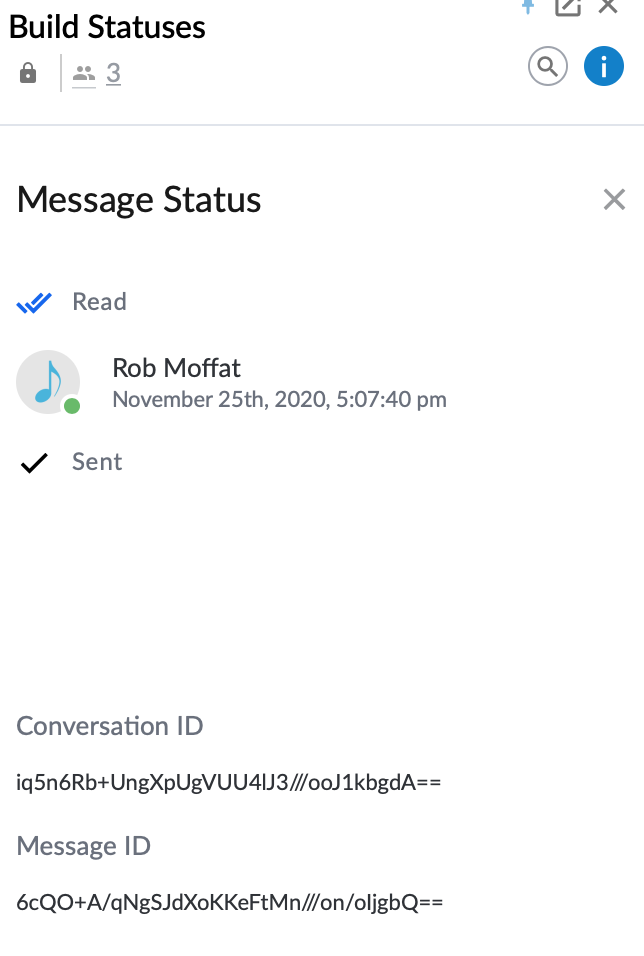 Build Statuses
3
Message Status
Read
Rob Moffat
November 25th, 2020, 5:07:40 pm
Sent
Conversation ID
iq5n6Rb+UngXpUgVUU4lJ3///ooJ1kbgdA==
Message ID
6cQO+A/qNgSJdXoKKeFtMn///on/oljgbQ==